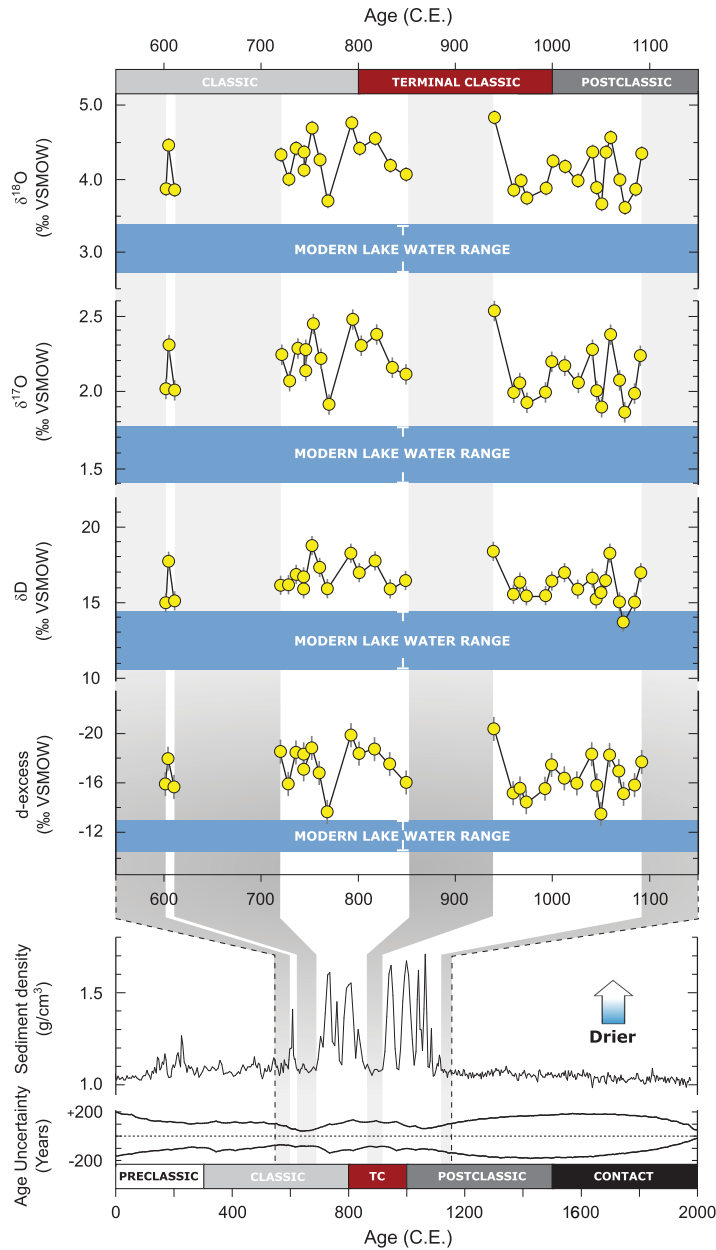 Age (C.E.)
600 700 800 900 1000 1100
CLASSIC TERMINAL CLASSIC POSTCLASSIC
5.0
4.0
3.0
δ¹⁸O
(‰ VSMOW)
MODERN LAKE WATER RANGE
2.5
2.0
1.5
δ¹⁷O
(‰ VSMOW)
MODERN LAKE WATER RANGE
20
15
10
δD
(‰ VSMOW)
MODERN LAKE WATER RANGE
-20
-16
-12
d-excess
(‰ VSMOW)
MODERN LAKE WATER RANGE
600 700 800 900 1000 1100
1.5
1.0
Sediment density
(g/cm³)
Drier
+200
-200
Age Uncertainty
(Years)
PRECLASSIC CLASSIC TC POSTCLASSIC CONTACT
0 400 800 1200 1600 2000
Age (C.E.)